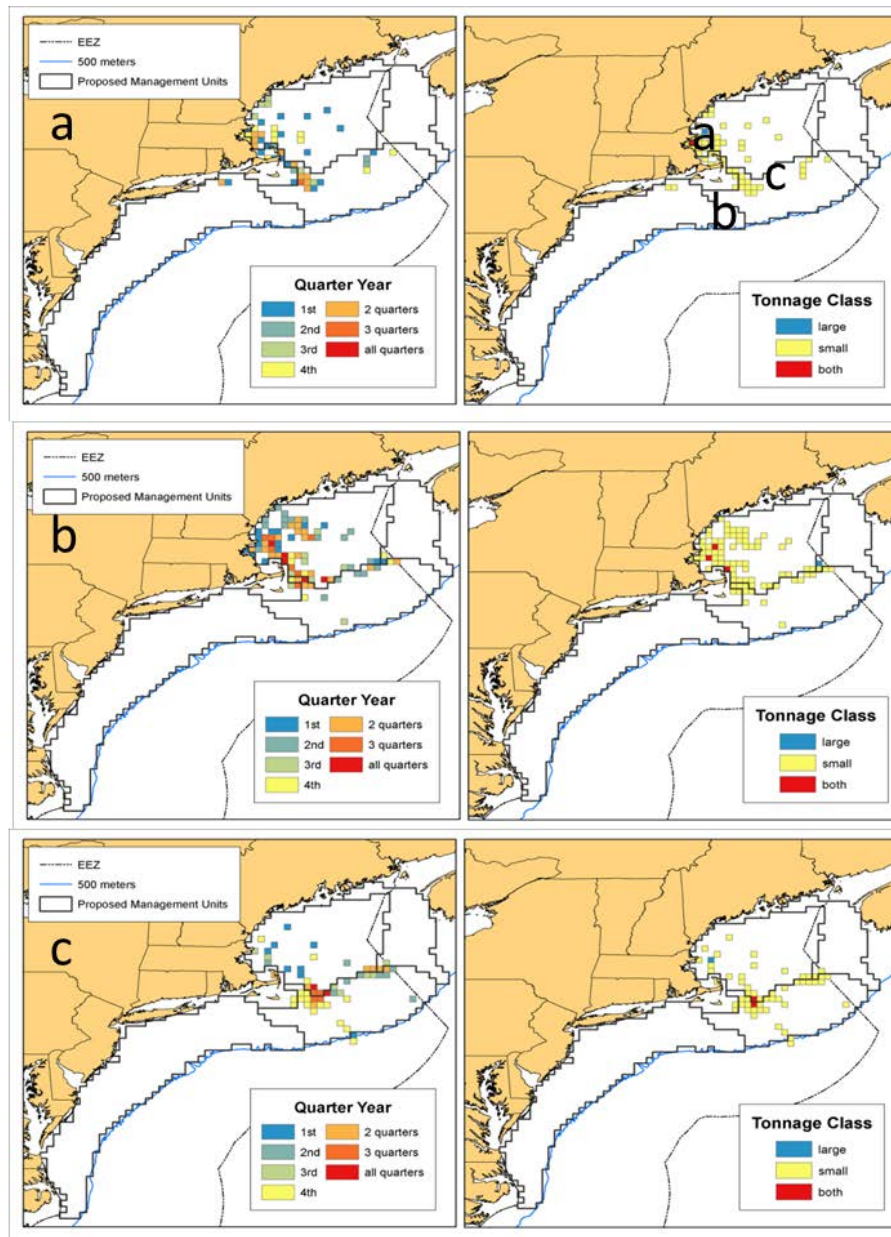 EEZ
500 meters
Proposed Management Units
a
Quarter Year
1st
2 quarters
2nd
3 quarters
3rd
all quarters
4th
a
c
b
Tonnage Class
large
small
both
EEZ
500 meters
Proposed Management Units
b
Quarter Year
1st
2 quarters
2nd
3 quarters
3rd
all quarters
4th
Tonnage Class
large
small
both
EEZ
500 meters
Proposed Management Units
c
Quarter Year
1st
2 quarters
2nd
3 quarters
3rd
all quarters
4th
Tonnage Class
large
small
both